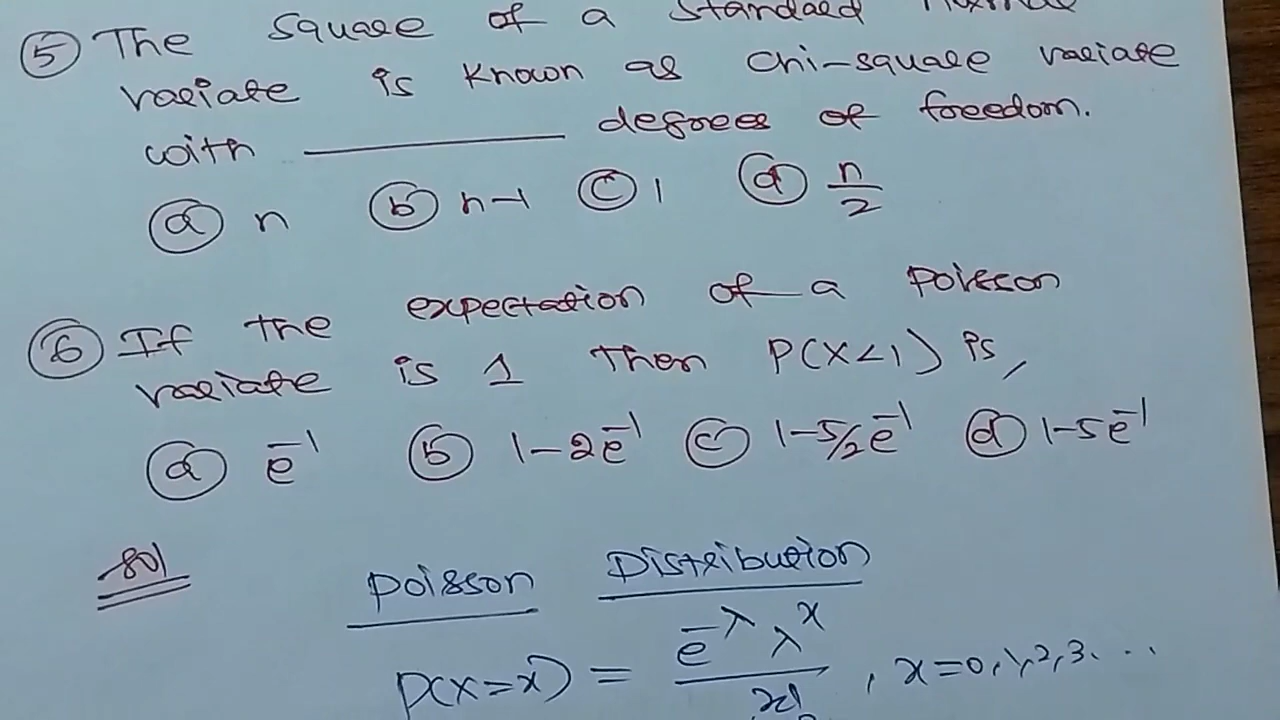 ⑤ The square of a standard normal
variate is known as chi-square variate
with ________ degrees of freedom.
ⓐ n ⓑ n-1 ⓒ 1 ⓓ n/2
⑥ If the expectation of a Poisson
variate is 1 Then P(X<1) is,
ⓐ e⁻¹ ⓑ 1-2e⁻¹ ⓒ 1-5/2e⁻¹ ⓓ 1-5e⁻¹
Sol
Poisson Distribution
P(X=x) = e^-λ λ^x / x! , x=0,1,2,3...